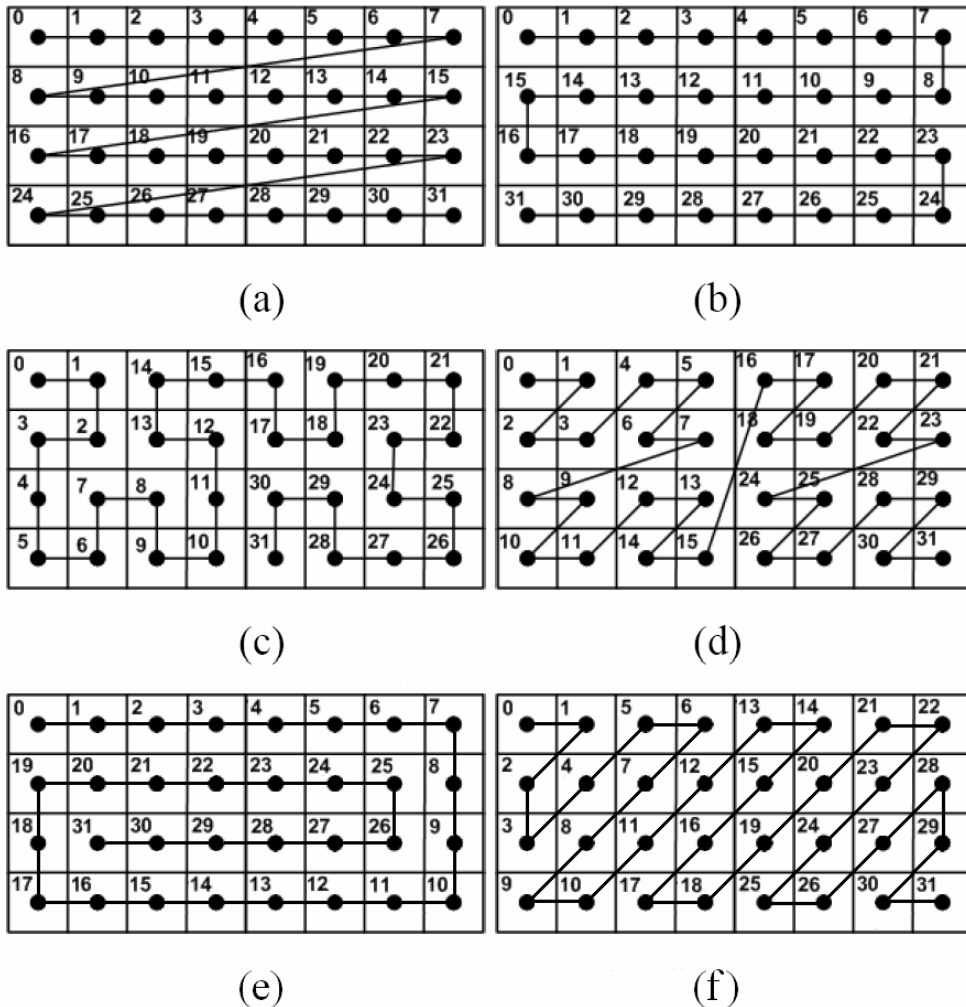 0 1 2 3 4 5 6 7
8 9 10 11 12 13 14 15
16 17 18 19 20 21 22 23
24 25 26 27 28 29 30 31
(a)
0 1 2 3 4 5 6 7
15 14 13 12 11 10 9 8
16 17 18 19 20 21 22 23
31 30 29 28 27 26 25 24
(b)
0 1 14 15 16 19 20 21
3 2 13 12 17 18 23 22
4 7 8 11 30 29 24 25
5 6 9 10 31 28 27 26
(c)
0 1 4 5 16 17 20 21
2 3 6 7 18 19 22 23
8 9 12 13 24 25 28 29
10 11 14 15 26 27 30 31
(d)
0 1 2 3 4 5 6 7
19 20 21 22 23 24 25 8
18 31 30 29 28 27 26 9
17 16 15 14 13 12 11 10
(e)
0 1 5 6 13 14 21 22
2 4 7 12 15 20 23 28
3 8 11 16 19 24 27 29
9 10 17 18 25 26 30 31
(f)